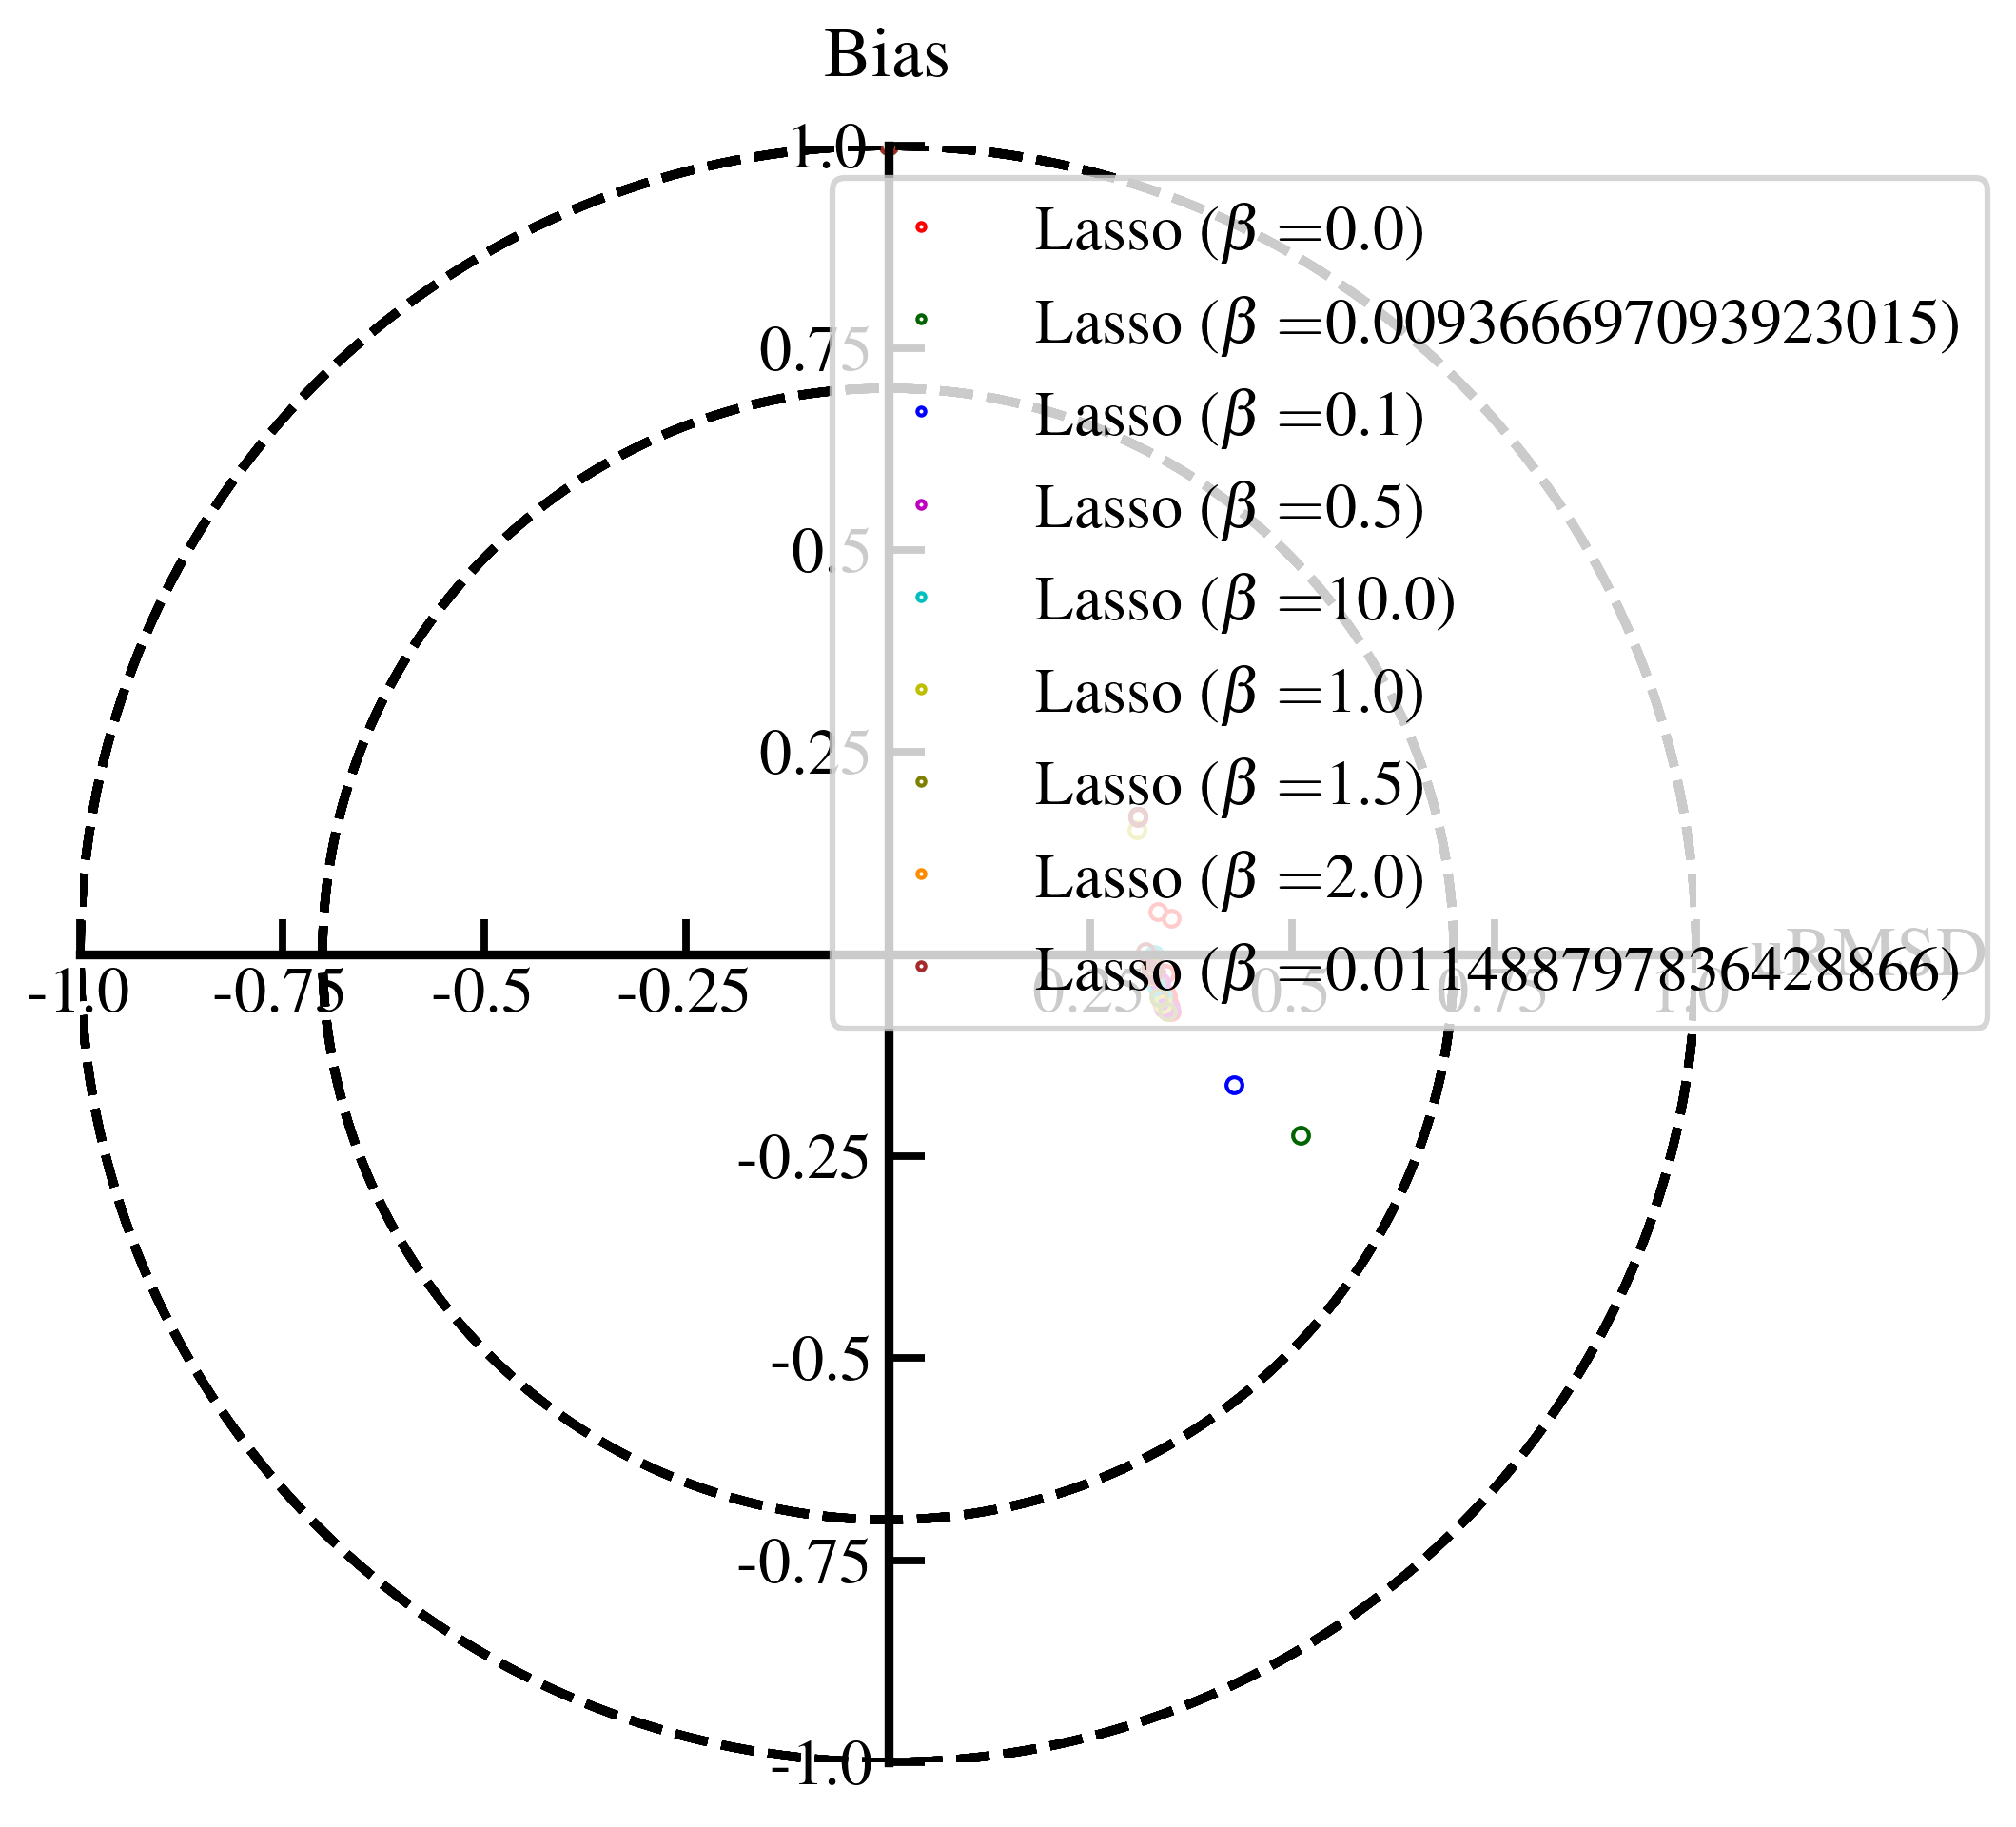 Bias
1.0
Lasso (β =0.0)
Lasso (β =0.009366697093923015)
0.75
Lasso (β =0.1)
Lasso (β =0.5)
0.5
Lasso (β =10.0)
Lasso (β =1.0)
0.25
Lasso (β =1.5)
Lasso (β =2.0)
uRMSD
Lasso (β =0.011488797836428866)
-1.0 -0.75 -0.5 -0.25 0.25 0.5 0.75 1.0
-0.25
-0.5
-0.75
-1.0